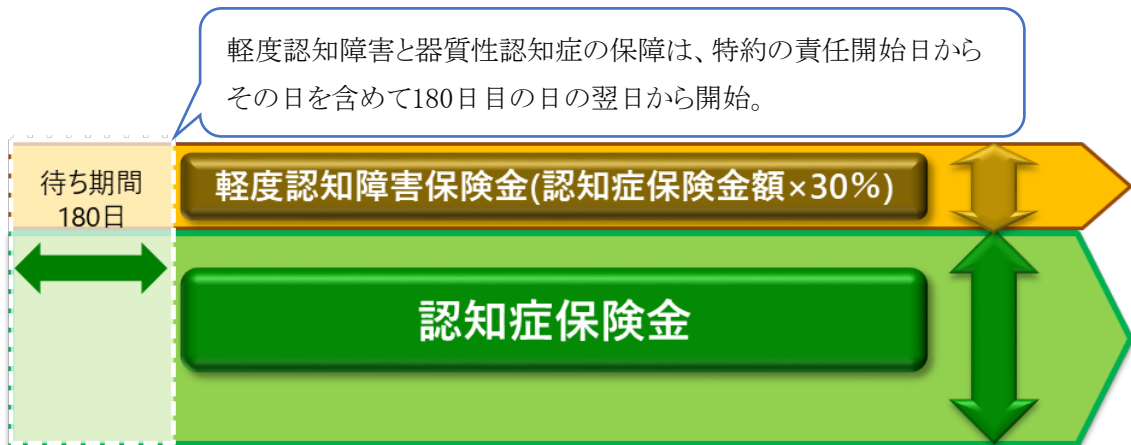 軽度認知障害と器質性認知症の保障は、特約の責任開始日から
その日を含めて180日目の日の翌日から開始。
待ち期間
180日
軽度認知障害保険金(認知症保険金額×30%)
認知症保険金